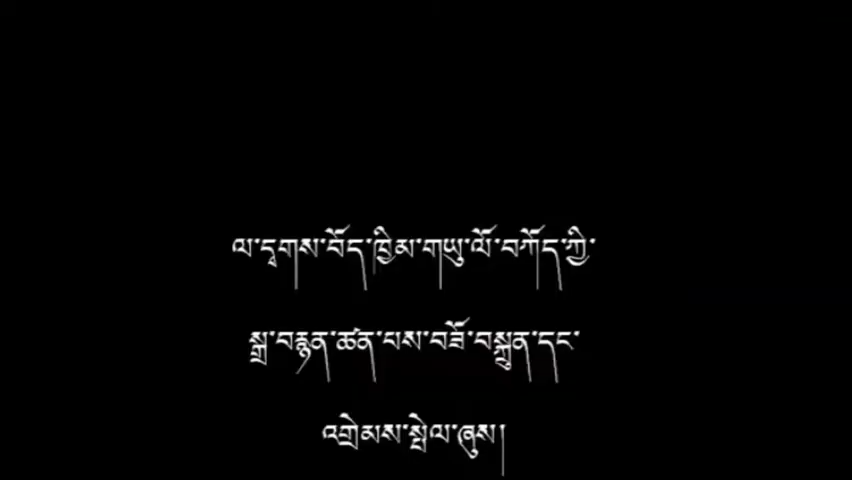 ལ་དྭགས་བོད་ཁྱིམ་གཡུ་ལོ་བཀོད་ཀྱི་
སྒྲ་བརྙན་ཚན་པས་བཟོ་བསྐྲུན་དང་
འགྲེམས་སྤེལ་ཞུས།